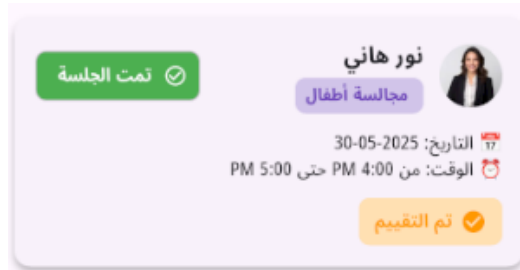 نور هاني
مجالسة أطفال
تمت الجلسة
التاريخ: 30-05-2025
الوقت: من 4:00 PM حتى 5:00 PM
تم التقييم